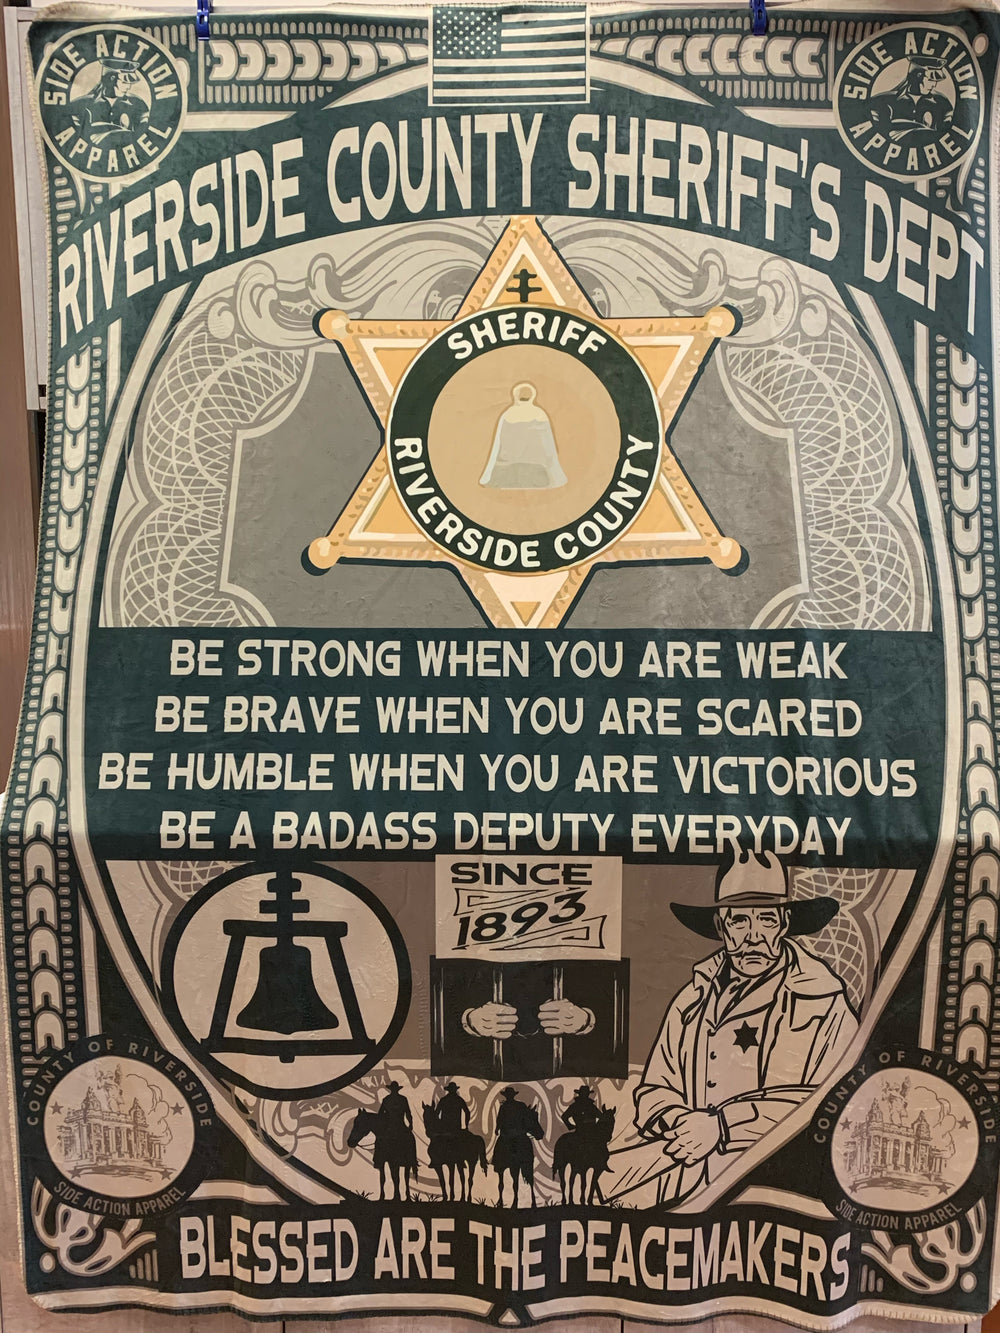 SIDE ACTION
APPAREL
SIDE ACTION
APPAREL
RIVERSIDE COUNTY SHERIFF'S DEPT
SHERIFF
RIVERSIDE COUNTY
BE STRONG WHEN YOU ARE WEAK
BE BRAVE WHEN YOU ARE SCARED
BE HUMBLE WHEN YOU ARE VICTORIOUS
BE A BADASS DEPUTY EVERYDAY
SINCE
1893
COUNTY OF RIVERSIDE
SIDE ACTION APPAREL
COUNTY OF RIVERSIDE
SIDE ACTION APPAREL
BLESSED ARE THE PEACEMAKERS